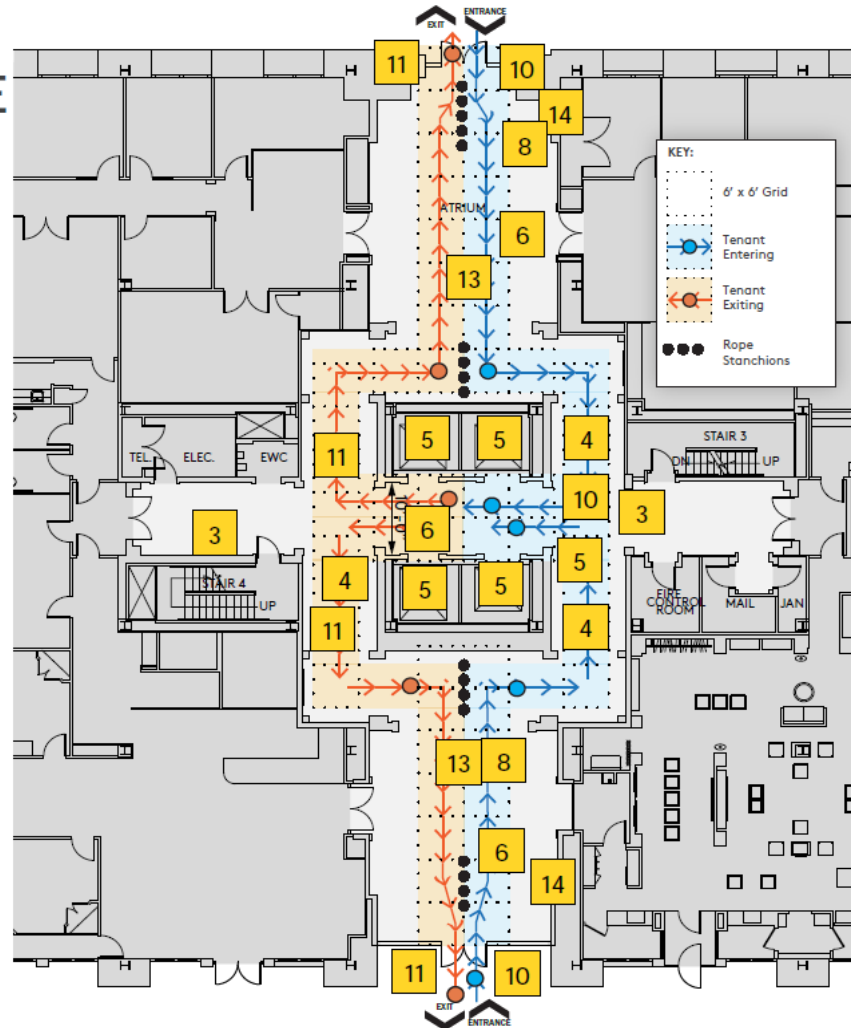 EXIT
ENTRANCE
E
11
10
14
8
KEY:
6' x 6' Grid
ATRIUM
6
Tenant
Entering
13
Tenant
Exiting
Rope
Stanchions
5
5
4
STAIR 3
TEL.
ELEC.
EWC
11
DN
UP
10
3
3
6
4
5
5
5
STAIR 4
UP
FIRE
CONTROL
ROOM
MAIL
JAN
11
4
13
8
6
14
11
10
EXIT
ENTRANCE